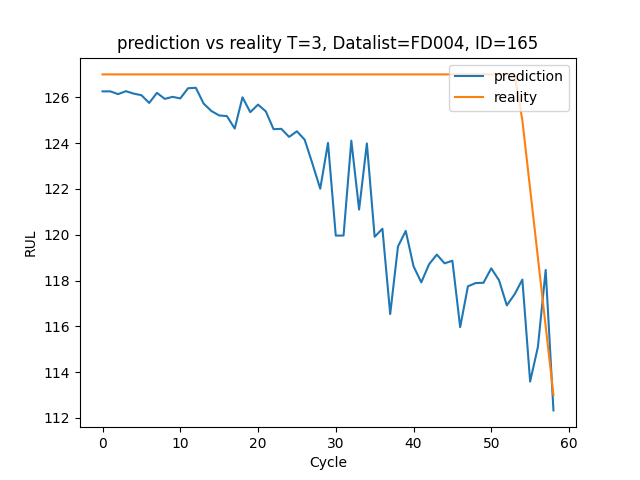 prediction vs reality T=3, Datalist=FD004, ID=165
prediction
reality
126
124
122
120
118
116
114
112
RUL
0 10 20 30 40 50 60
Cycle